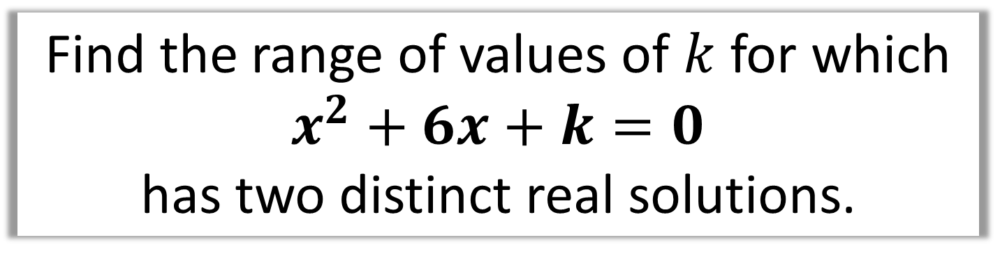 Find the range of values of k for which
x² + 6x + k = 0
has two distinct real solutions.